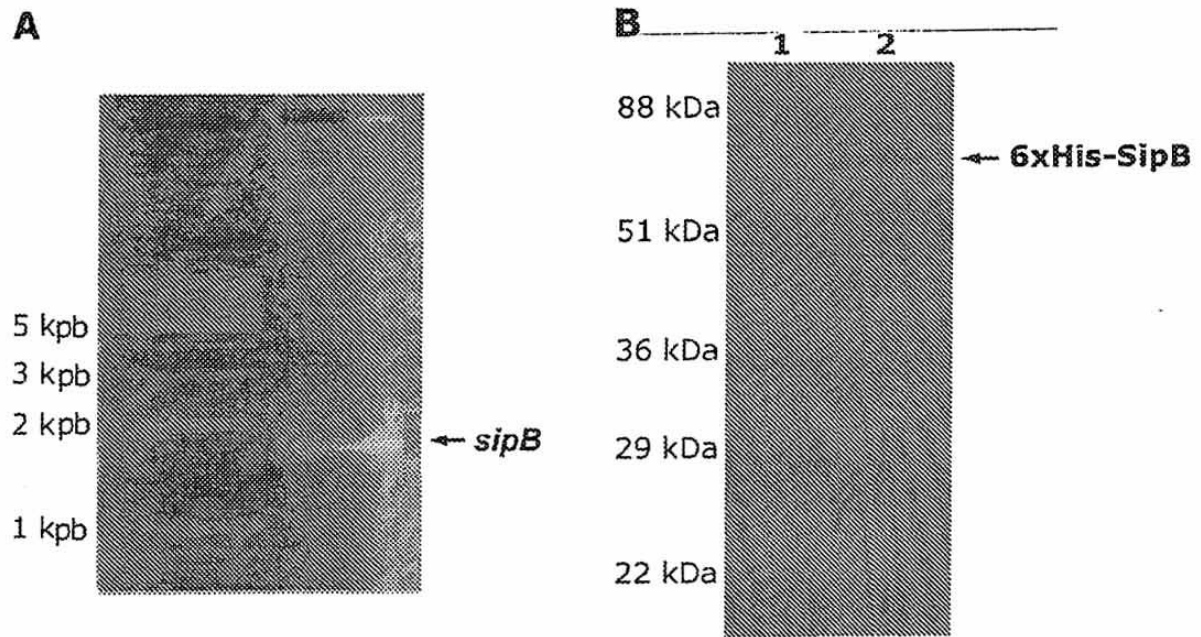 A
5 kpb
3 kpb
2 kpb
1 kpb
← sipB
B
1 2
88 kDa
51 kDa
36 kDa
29 kDa
22 kDa
← 6xHis-SipB